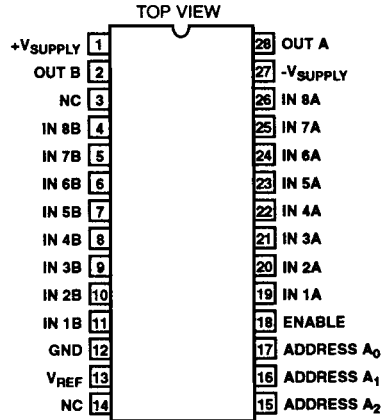 TOP VIEW
+VSUPPLY 1 28 OUT A
OUT B 2 27 -VSUPPLY
NC 3 26 IN 8A
IN 8B 4 25 IN 7A
IN 7B 5 24 IN 6A
IN 6B 6 23 IN 5A
IN 5B 7 22 IN 4A
IN 4B 8 21 IN 3A
IN 3B 9 20 IN 2A
IN 2B 10 19 IN 1A
IN 1B 11 18 ENABLE
GND 12 17 ADDRESS A0
VREF 13 16 ADDRESS A1
NC 14 15 ADDRESS A2